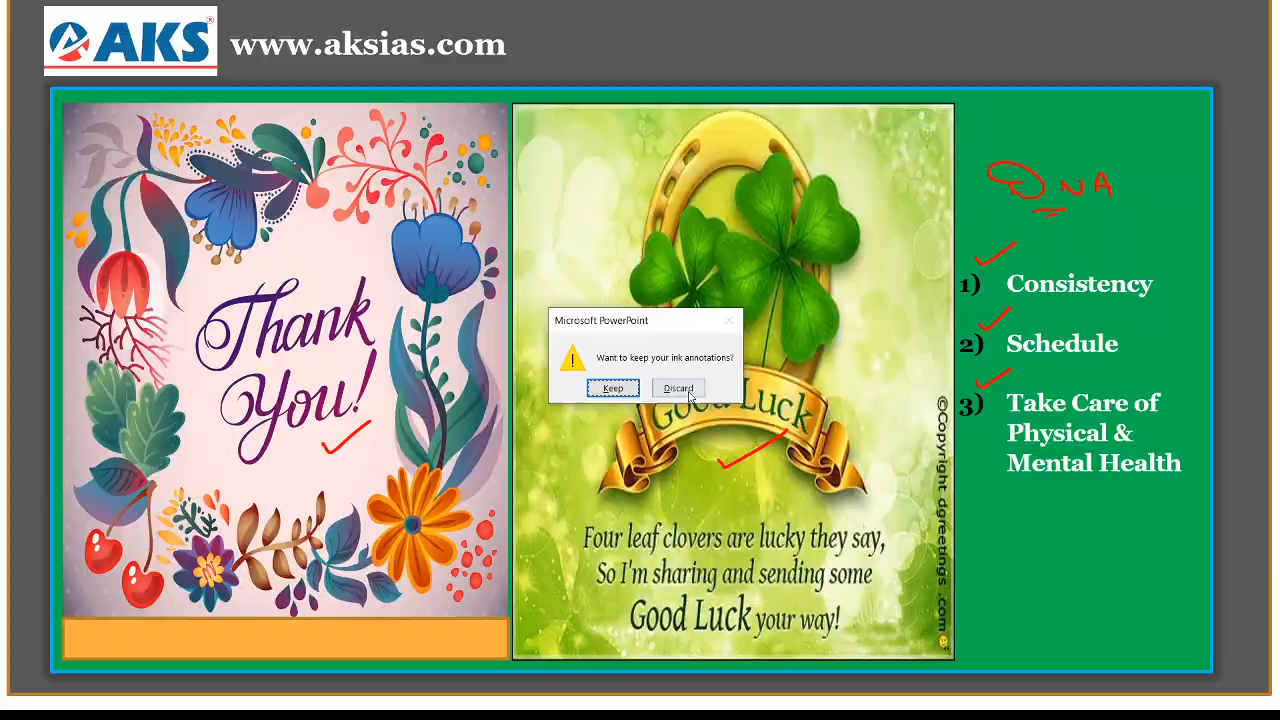 AKS www.aksias.com
Thank
You!
Good Luck
Four leaf clovers are lucky they say,
So I'm sharing and sending some
Good Luck your way!
©Copyright dgreetings.com
Microsoft PowerPoint
Want to keep your ink annotations?
Keep Discard
DNA
1) Consistency
2) Schedule
3) Take Care of
Physical &
Mental Health